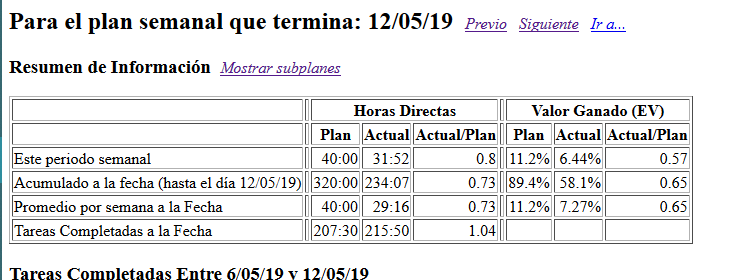 Para el plan semanal que termina: 12/05/19 Previo Siguiente Ir a...
Resumen de Información Mostrar subplanes
Horas Directas Valor Ganado (EV)
Plan Actual Actual/Plan Plan Actual Actual/Plan
Este periodo semanal 40:00 31:52 0.8 11.2% 6.44% 0.57
Acumulado a la fecha (hasta el día 12/05/19) 320:00 234:07 0.73 89.4% 58.1% 0.65
Promedio por semana a la Fecha 40:00 29:16 0.73 11.2% 7.27% 0.65
Tareas Completadas a la Fecha 207:30 215:50 1.04
Tareas Completadas Entre 6/05/19 y 12/05/19